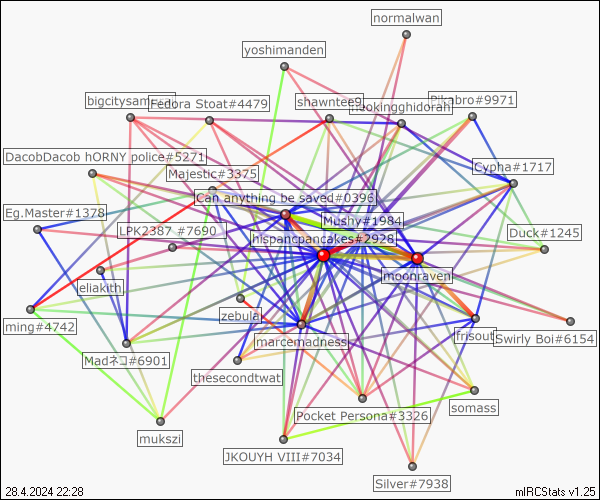 normalwan
yoshimanden
bigcitysam
Fedora Stoat#4479
shawntee9
neokingghidorah
Pikabro#9971
DacobDacob hORNY police#5271
Majestic#3375
Cypha#1717
Can anything be saved#0396
Eg.Master#1378
Mushy#1984
LPK2387 #7690
hispancpancakes#2928
Duck#1245
moonraven
eliakith
zebula
ming#4742
marcemadness
frisout
Swirly Boi#6154
Madネコ#6901
thesecondtwat
Pocket Persona#3326
somass
mukszi
JKOUYH VIII#7034
Silver#7938
28.4.2024 22:28
mIRCStats v1.25